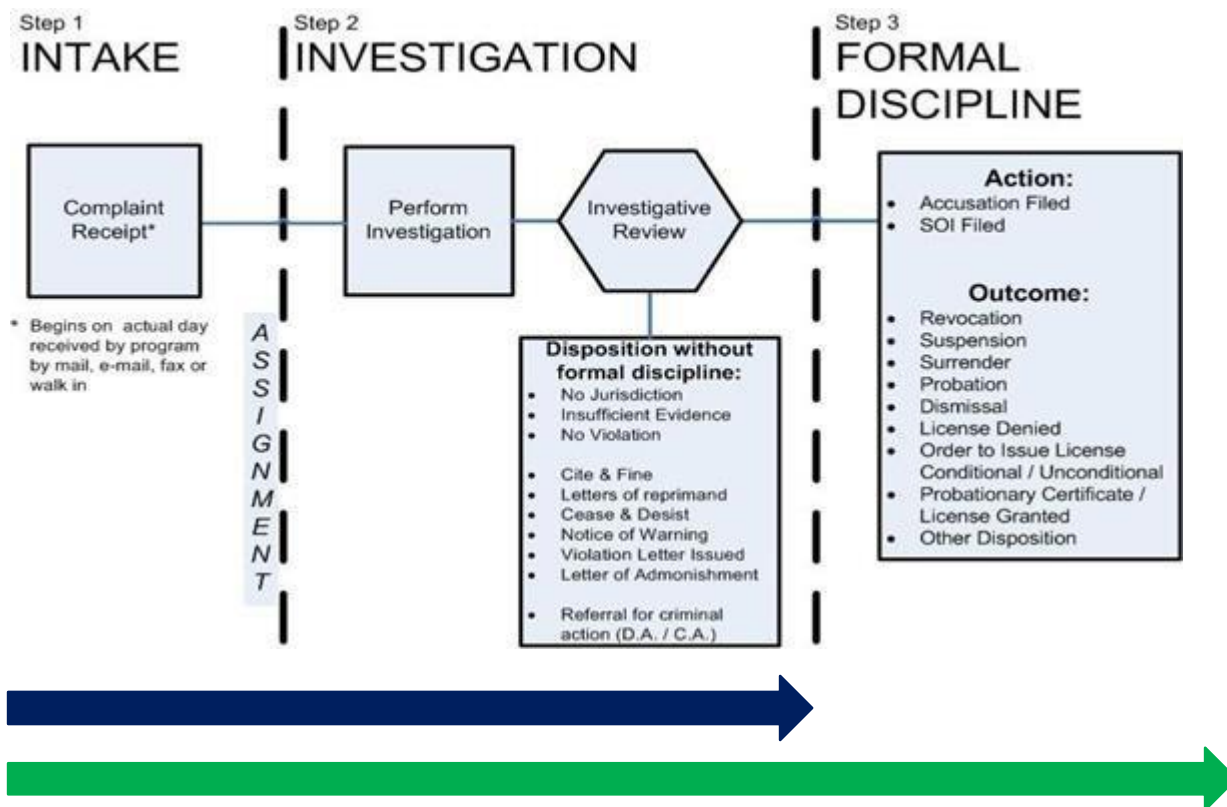 Step 1
INTAKE
Complaint
Receipt*
* Begins on actual day
received by program
by mail, e-mail, fax or
walk in
ASSIGNMENT
Step 2
INVESTIGATION
Perform
Investigation
Investigative
Review
Disposition without
formal discipline:
• No Jurisdiction
• Insufficient Evidence
• No Violation
• Cite & Fine
• Letters of reprimand
• Cease & Desist
• Notice of Warning
• Violation Letter Issued
• Letter of Admonishment
• Referral for criminal
action (D.A. / C.A.)
Step 3
FORMAL
DISCIPLINE
Action:
• Accusation Filed
• SOI Filed
Outcome:
• Revocation
• Suspension
• Surrender
• Probation
• Dismissal
• License Denied
• Order to Issue License
Conditional / Unconditional
• Probationary Certificate /
License Granted
• Other Disposition